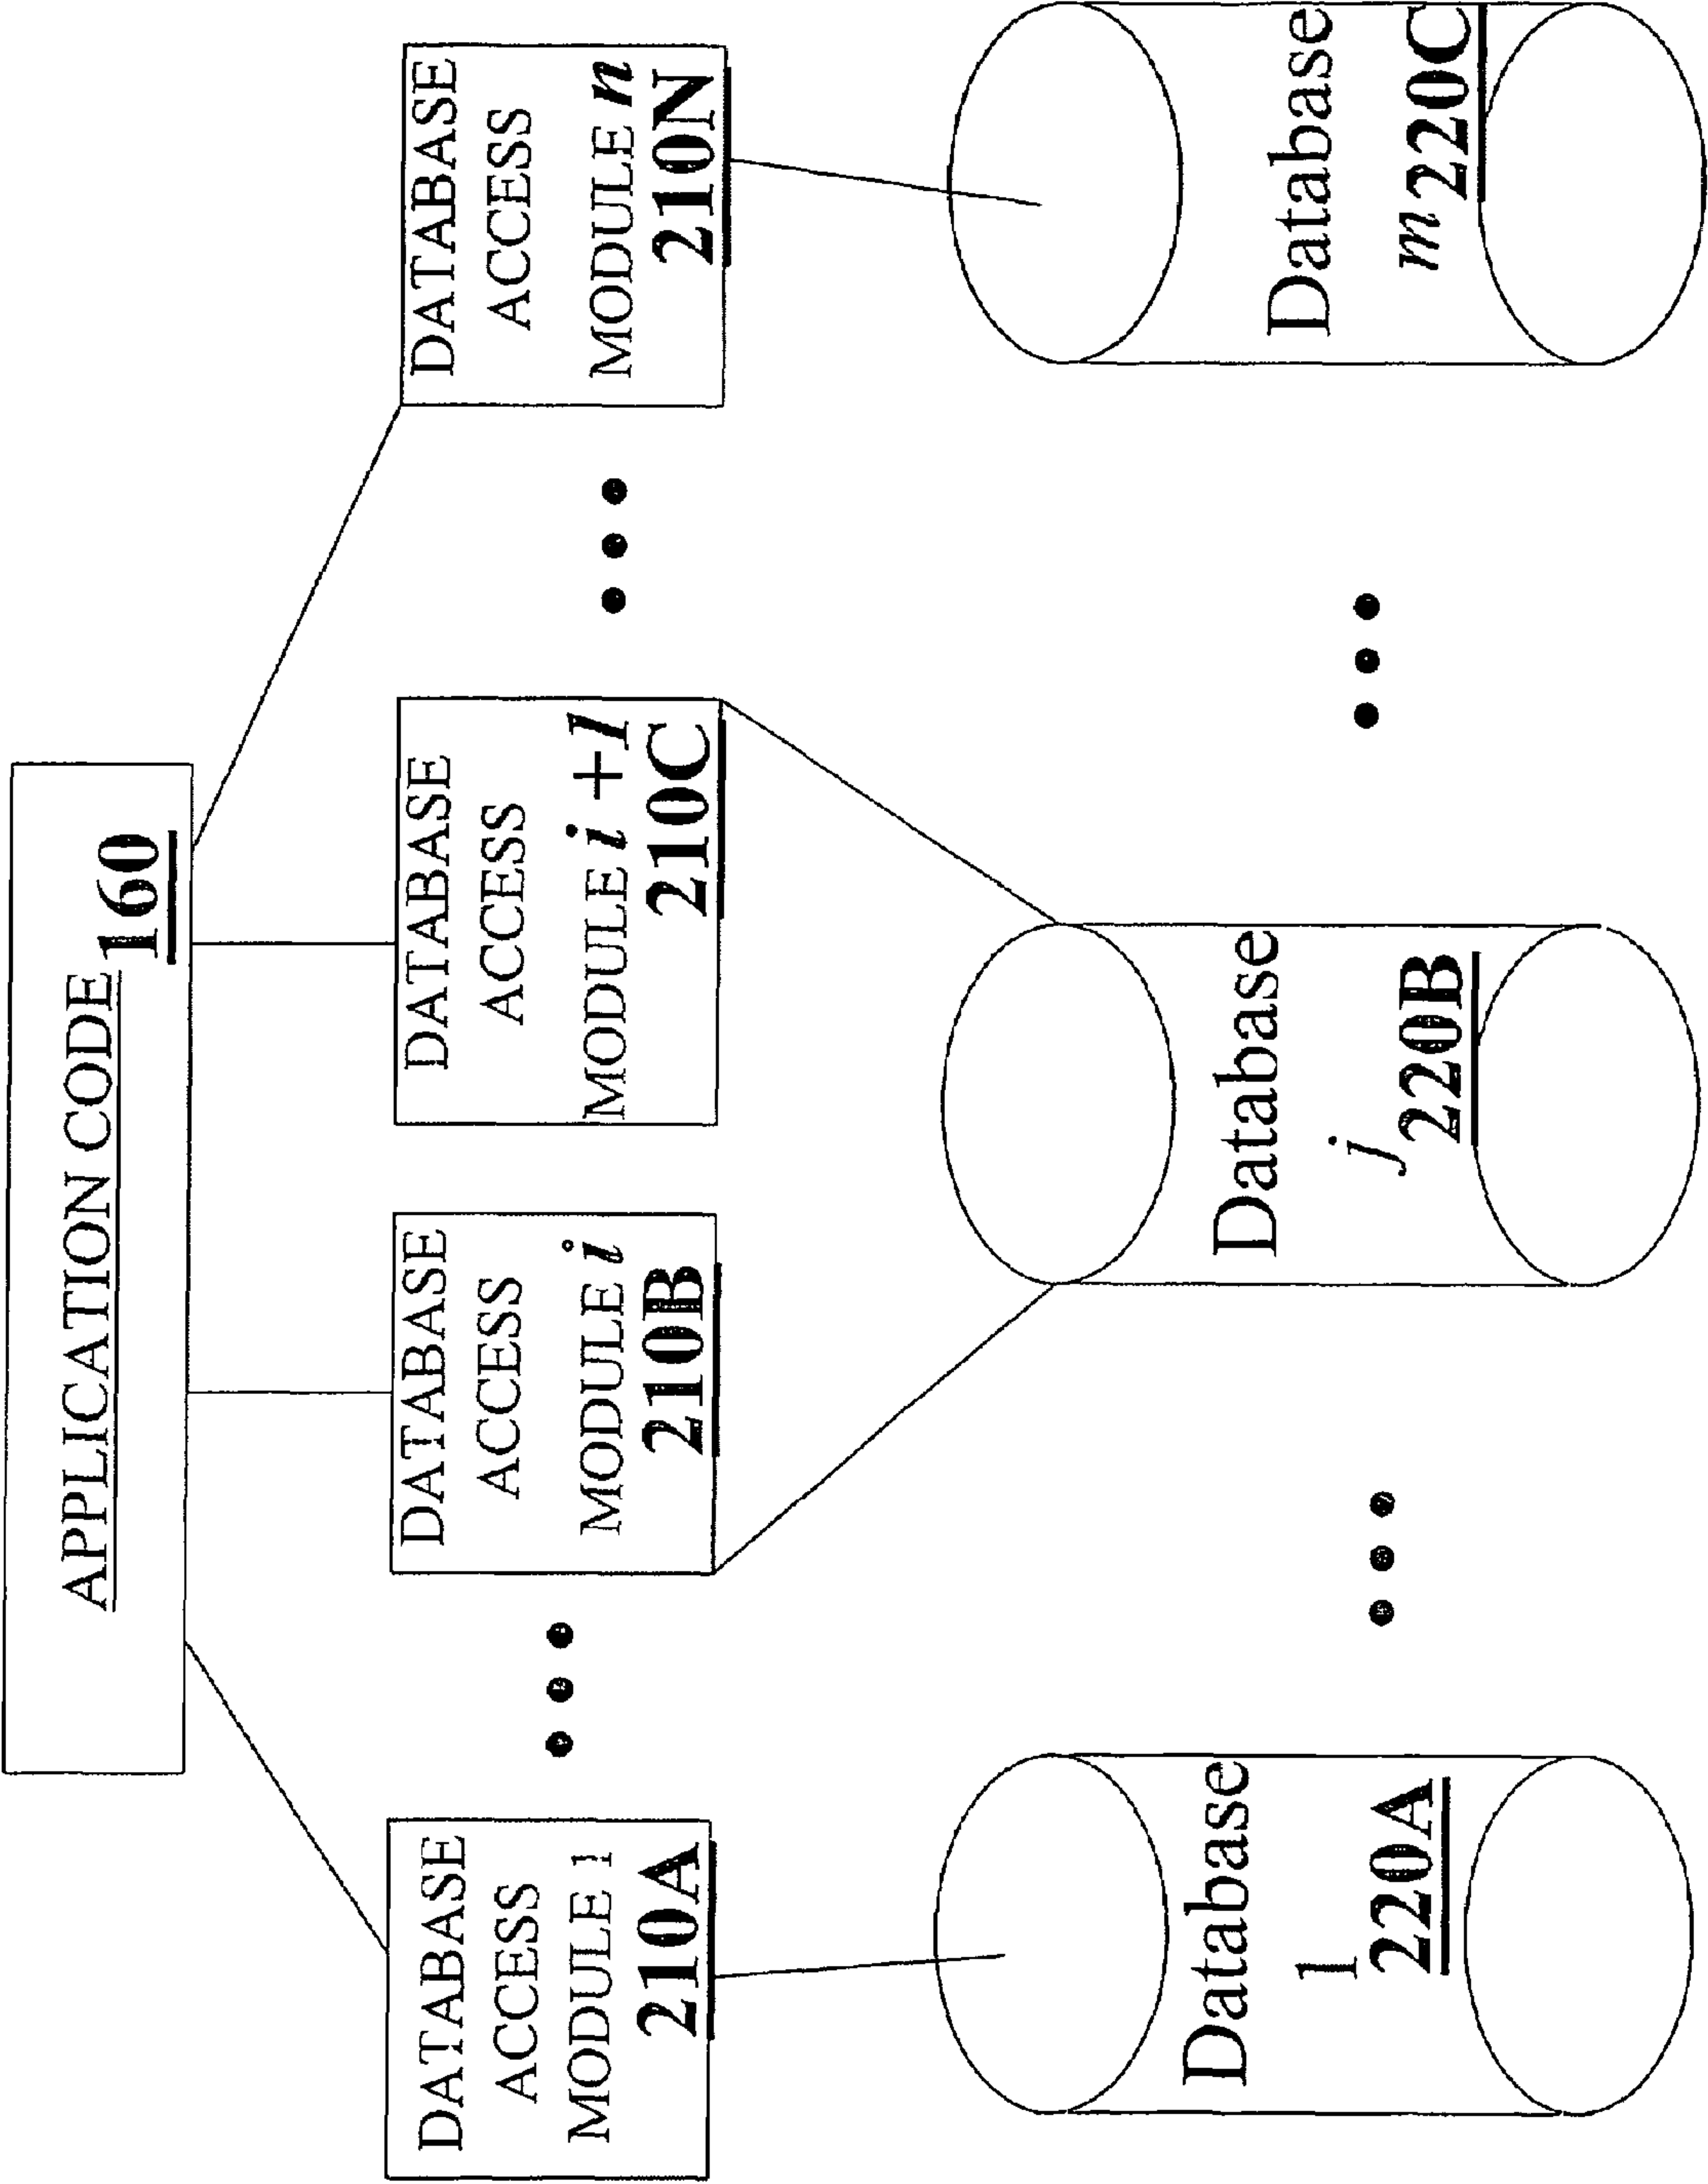 APPLICATION CODE 160
DATABASE
ACCESS
MODULE 1
210A
DATABASE
ACCESS
MODULE i
210B
DATABASE
ACCESS
MODULE i +1
210C
DATABASE
ACCESS
MODULE n
210N
Database
1
220A
Database
j
220B
Database
m 220C